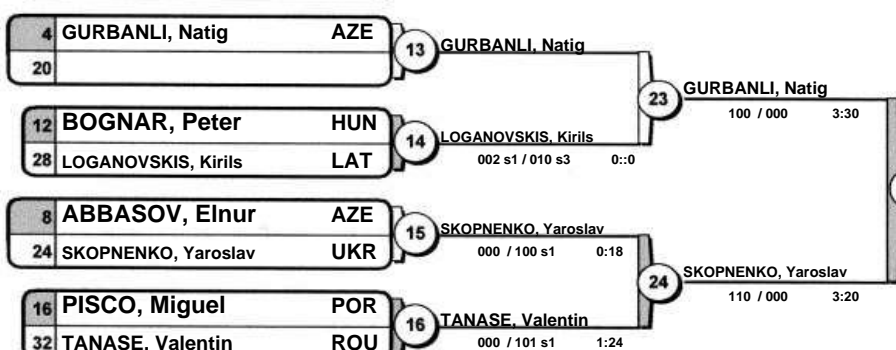 4 GURBANLI, Natig AZE
20
13
GURBANLI, Natig
12 BOGNAR, Peter HUN
28 LOGANOVSKIS, Kirils LAT
14
LOGANOVSKIS, Kirils
002 s1 / 010 s3 0::0
23
GURBANLI, Natig
100 / 000 3:30
8 ABBASOV, Elnur AZE
24 SKOPNENKO, Yaroslav UKR
15
SKOPNENKO, Yaroslav
000 / 100 s1 0:18
16 PISCO, Miguel POR
32 TANASE, Valentin ROU
16
TANASE, Valentin
000 / 101 s1 1:24
24
SKOPNENKO, Yaroslav
110 / 000 3:20